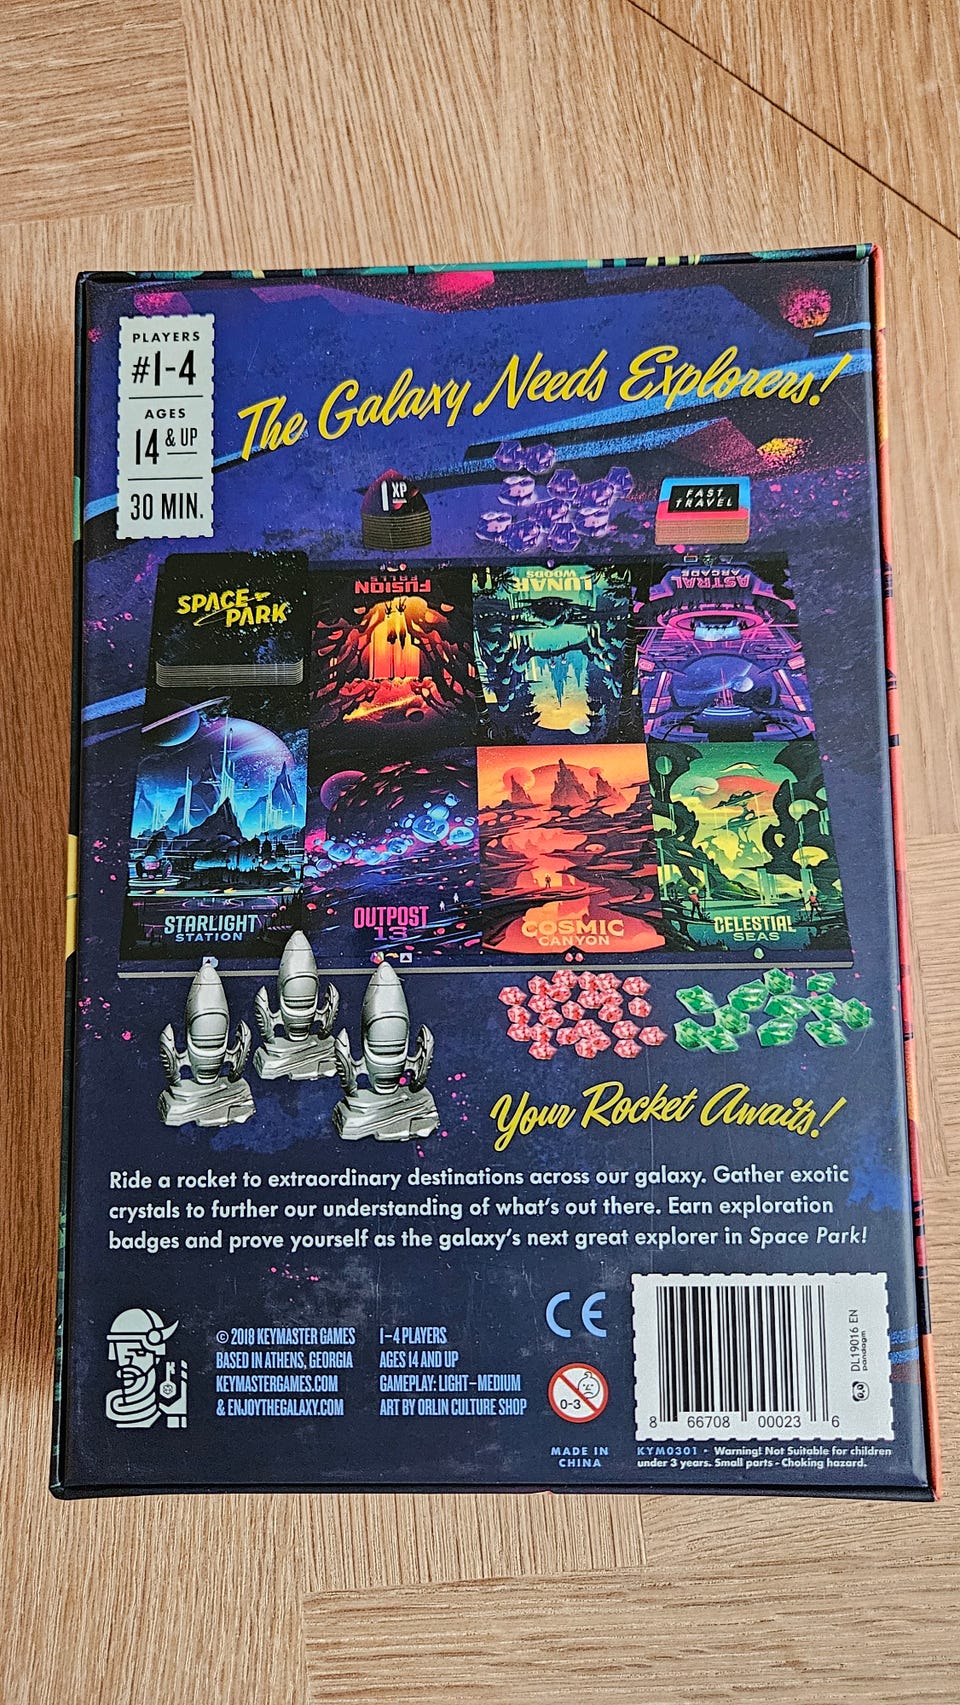 PLAYERS
#1-4
AGES
14 & UP
30 MIN.
The Galaxy Needs Explorers!
1 XP
FAST
TRAVEL
SPACE
PARK
FUSION
FALLS
LUNAR
WOODS
ASTRAL
ARCADE
STARLIGHT
STATION
OUTPOST
13
COSMIC
CANYON
CELESTIAL
SEAS
Your Rocket Awaits!
Ride a rocket to extraordinary destinations across our galaxy. Gather exotic
crystals to further our understanding of what's out there. Earn exploration
badges and prove yourself as the galaxy's next great explorer in Space Park!
© 2018 KEYMASTER GAMES
BASED IN ATHENS, GEORGIA
KEYMASTERGAMES.COM
& ENJOYTHEGALAXY.COM
1-4 PLAYERS
AGES 14 AND UP
GAMEPLAY: LIGHT-MEDIUM
ART BY ORLIN CULTURE SHOP
CE
0-3
MADE IN
CHINA
8 66708 00023 6
DL19016 EN
pandagm
KYM0301 • Warning! Not Suitable for children
under 3 years. Small parts - Choking hazard.